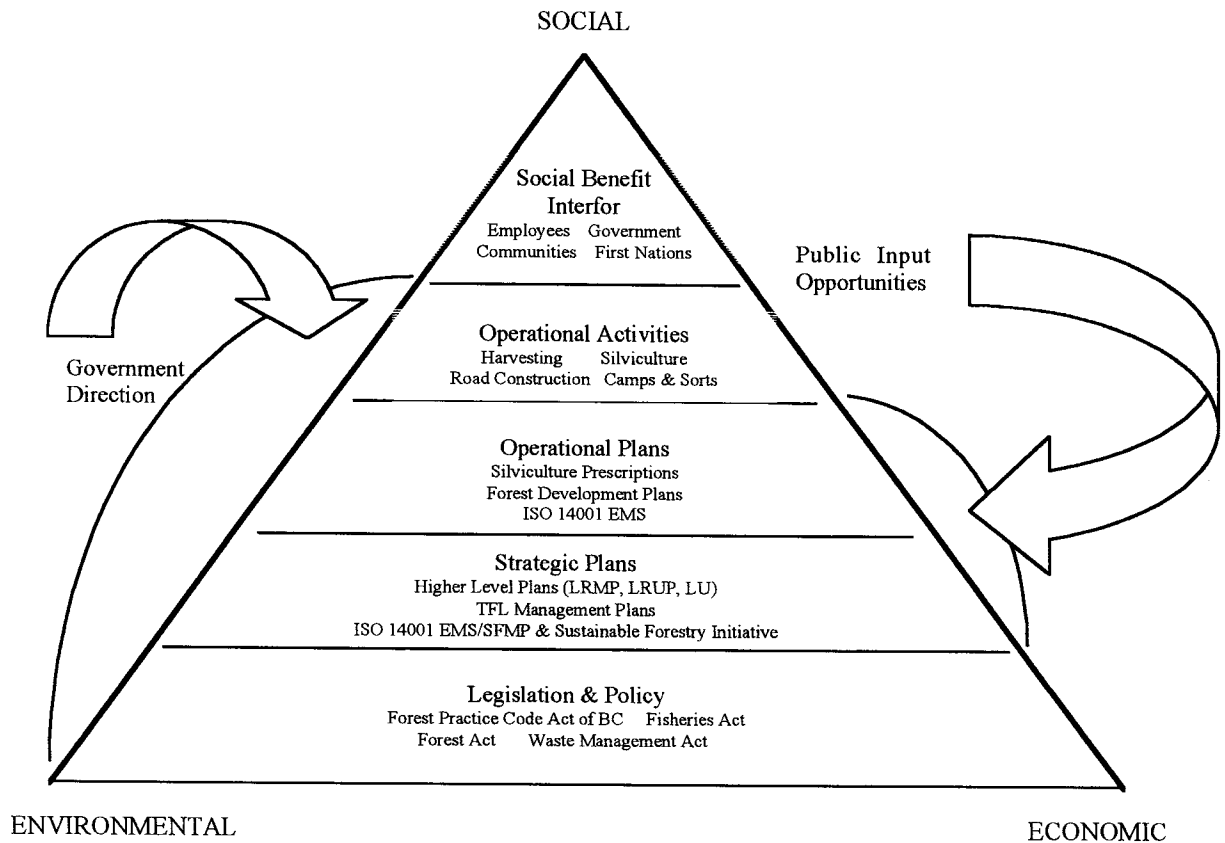 SOCIAL
Social Benefit
Interfor
Employees Government
Communities First Nations
Public Input
Opportunities
Government
Direction
Operational Activities
Harvesting Silviculture
Road Construction Camps & Sorts
Operational Plans
Silviculture Prescriptions
Forest Development Plans
ISO 14001 EMS
Strategic Plans
Higher Level Plans (LRMP, LRUP, LU)
TFL Management Plans
ISO 14001 EMS/SFMP & Sustainable Forestry Initiative
Legislation & Policy
Forest Practice Code Act of BC Fisheries Act
Forest Act Waste Management Act
ENVIRONMENTAL
ECONOMIC